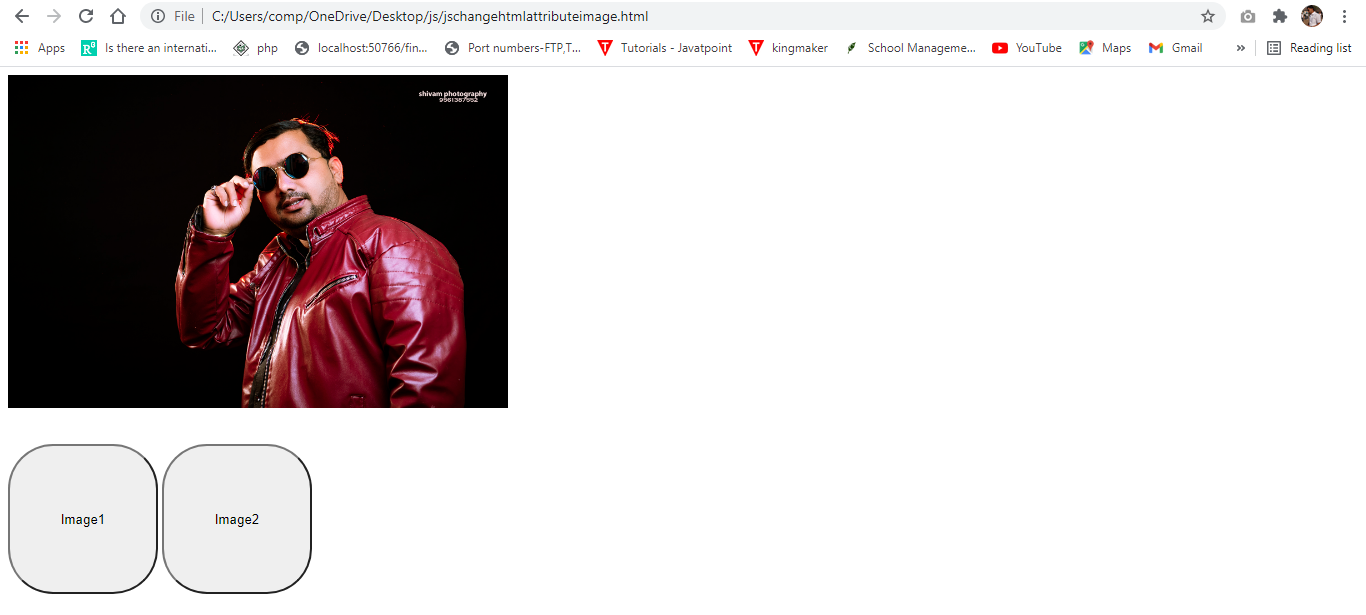 File C:/Users/comp/OneDrive/Desktop/js/jschangehtmlattributeimage.html
Apps Is there an internati... php localhost:50766/fin... Port numbers-FTP,T... Tutorials - Javatpoint kingmaker School Manageme... YouTube Maps Gmail » Reading list
shivam photography
9561387552
Image1 Image2